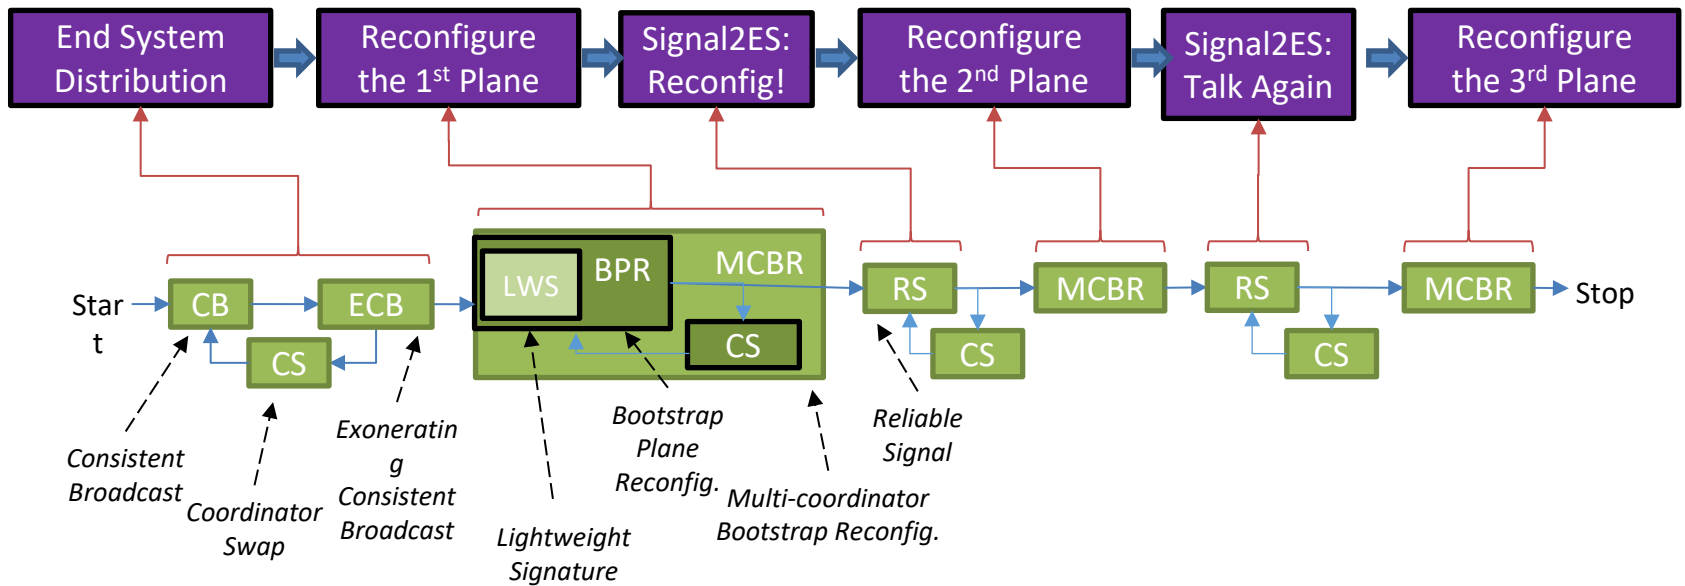 End System
Distribution
Reconfigure
the 1st Plane
Signal2ES:
Reconfig!
Reconfigure
the 2nd Plane
Signal2ES:
Talk Again
Reconfigure
the 3rd Plane
Star
t
CB
ECB
CS
LWS
BPR
MCBR
CS
RS
CS
MCBR
RS
CS
MCBR
Stop
Consistent
Broadcast
Coordinator
Swap
Exoneratin
g
Consistent
Broadcast
Lightweight
Signature
Bootstrap
Plane
Reconfig.
Multi-coordinator
Bootstrap Reconfig.
Reliable
Signal